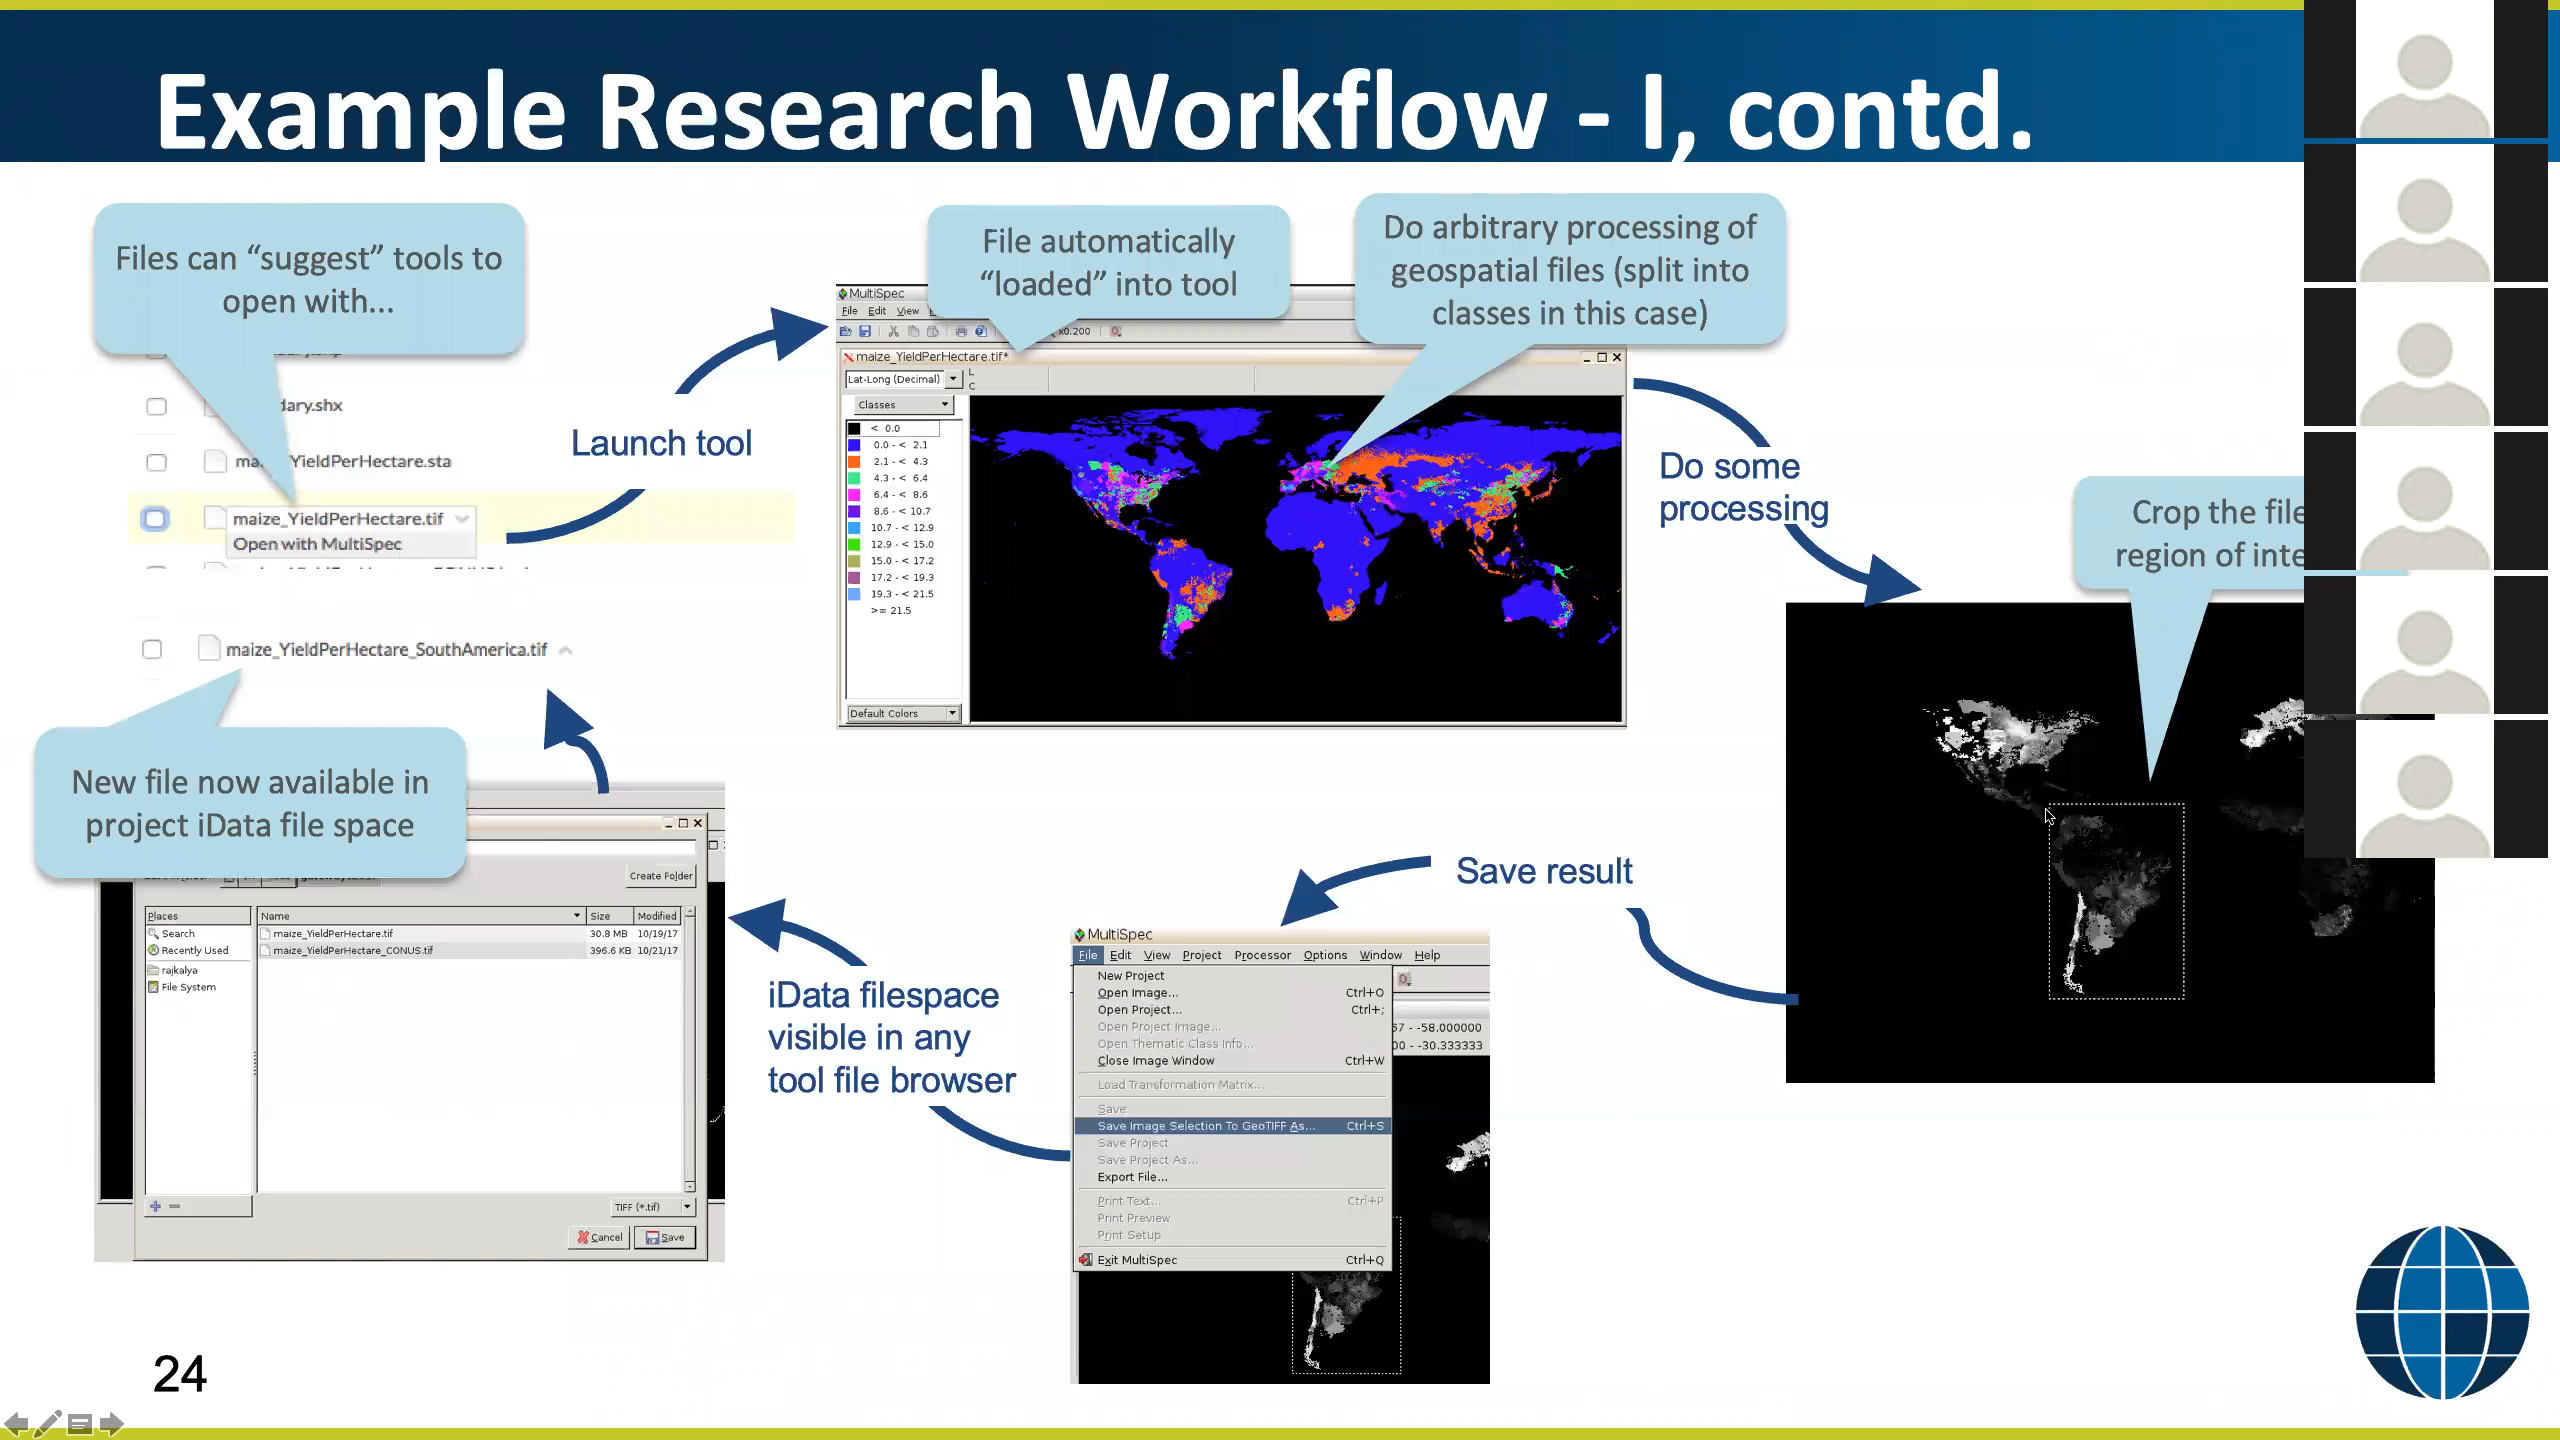 Example Research Workflow - I, contd.
Files can “suggest” tools to
open with...
dary.shx
YieldPerHectare.sta
maize_YieldPerHectare.tif
Open with MultiSpec
maize_YieldPerHectare_SouthAmerica.tif
New file now available in
project iData file space
Launch tool
File automatically
“loaded” into tool
Do arbitrary processing of
geospatial files (split into
classes in this case)
MultiSpec
File Edit View
x0.200
maize_YieldPerHectare.tif*
Lat-Long (Decimal)
L
C
Classes
< 0.0
0.0 - < 2.1
2.1 - < 4.3
4.3 - < 6.4
6.4 - < 8.6
8.6 - < 10.7
10.7 - < 12.9
12.9 - < 15.0
15.0 - < 17.2
17.2 - < 19.3
19.3 - < 21.5
>= 21.5
Default Colors
Do some
processing
Crop the file
region of inte
Save result
MultiSpec
File Edit View Project Processor Options Window Help
New Project
Open Image... Ctrl+O
Open Project... Ctrl+;
Open Project Image...
Open Thematic Class Info...
Close Image Window Ctrl+W
Load Transformation Matrix...
Save
Save Image Selection To GeoTIFF As... Ctrl+S
Save Project
Save Project As...
Export File...
Print Text... Ctrl+P
Print Preview
Print Setup
Exit MultiSpec Ctrl+Q
57 - -58.000000
00 - -30.333333
iData filespace
visible in any
tool file browser
Create Folder
Places
Search
Recently Used
rajkalya
File System
Name Size Modified
maize_YieldPerHectare.tif 30.8 MB 10/19/17
maize_YieldPerHectare_CONUS.tif 396.6 KB 10/21/17
TIFF (*.tif)
Cancel Save
24